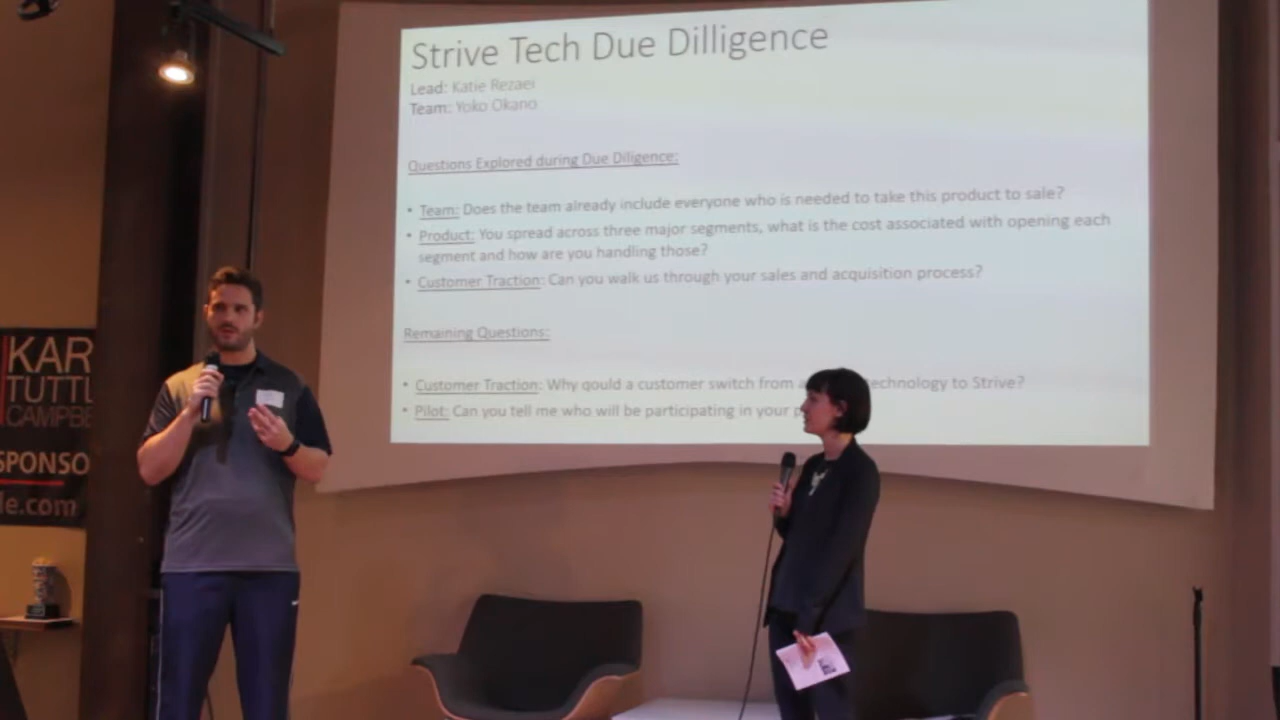 Strive Tech Due Dilligence
Lead: Katie Rezaei
Team: Yoko Okano
Questions Explored during Due Diligence:
• Team: Does the team already include everyone who is needed to take this product to sale?
• Product: You spread across three major segments, what is the cost associated with opening each
segment and how are you handling those?
• Customer Traction: Can you walk us through your sales and acquisition process?
Remaining Questions:
• Customer Traction: Why qould a customer switch from echnology to Strive?
• Pilot: Can you tell me who will be participating in your p
KAR
TUTTL
CAMPBE
SPONSO
le.com